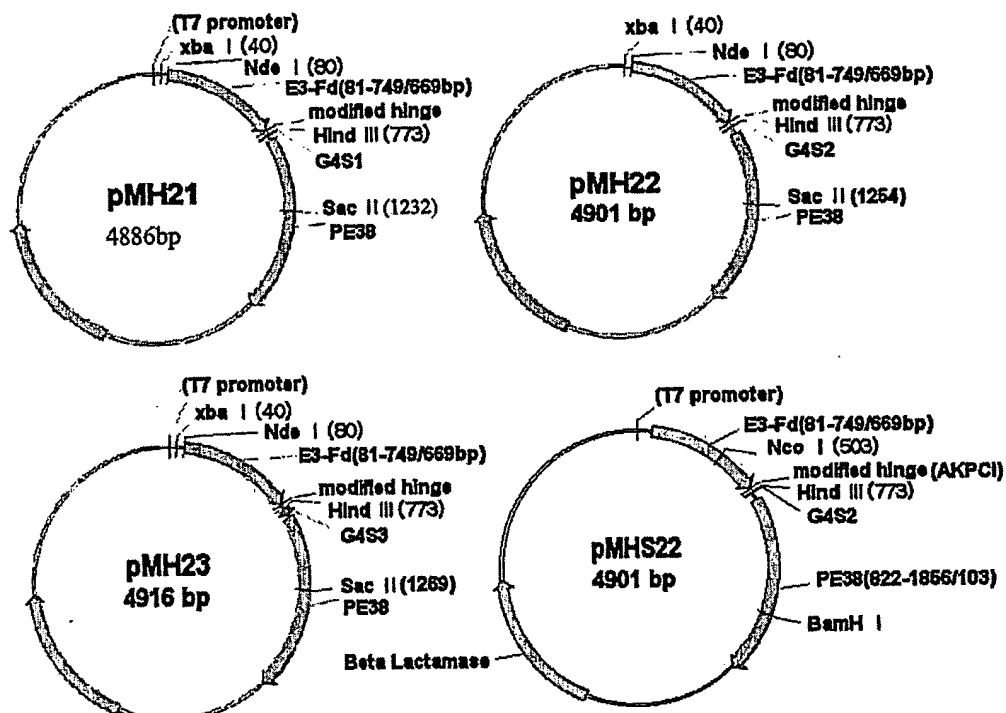 (T7 promoter)
xba I (40)
Nde I (80)
E3-Fd(81-749/669bp)
modified hinge
Hind III (773)
G4S1
pMH21
4886bp
Sac II (1232)
PE38
xba I (40)
Nde I (80)
E3-Fd(81-749/669bp)
modified hinge
Hind III (773)
G4S2
pMH22
4901 bp
Sac II (1254)
PE38
(T7 promoter)
xba I (40)
Nde I (80)
E3-Fd(81-749/669bp)
modified hinge
Hind III (773)
G4S3
pMH23
4916 bp
Sac II (1269)
PE38
(T7 promoter)
E3-Fd(81-749/669bp)
Nco I (503)
modified hinge (AKPCI)
Hind III (773)
G4S2
pMHS22
4901 bp
PE38(822-1856/103)
BamH I
Beta Lactamase